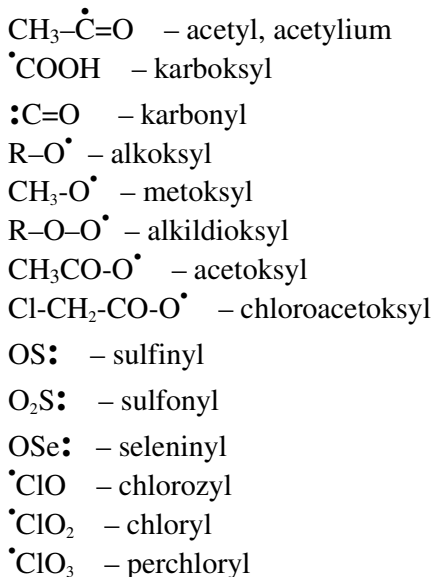 CH₃–Ċ=O – acetyl, acetylium
•COOH – karboksyl
:C=O – karbonyl
R–O• – alkoksyl
CH₃-O• – metoksyl
R–O–O• – alkildioksyl
CH₃CO-O• – acetoksyl
Cl-CH₂-CO-O• – chloroacetoksyl
OS: – sulfinyl
O₂S: – sulfonyl
OSe: – seleninyl
•ClO – chlorozyl
•ClO₂ – chloryl
•ClO₃ – perchloryl